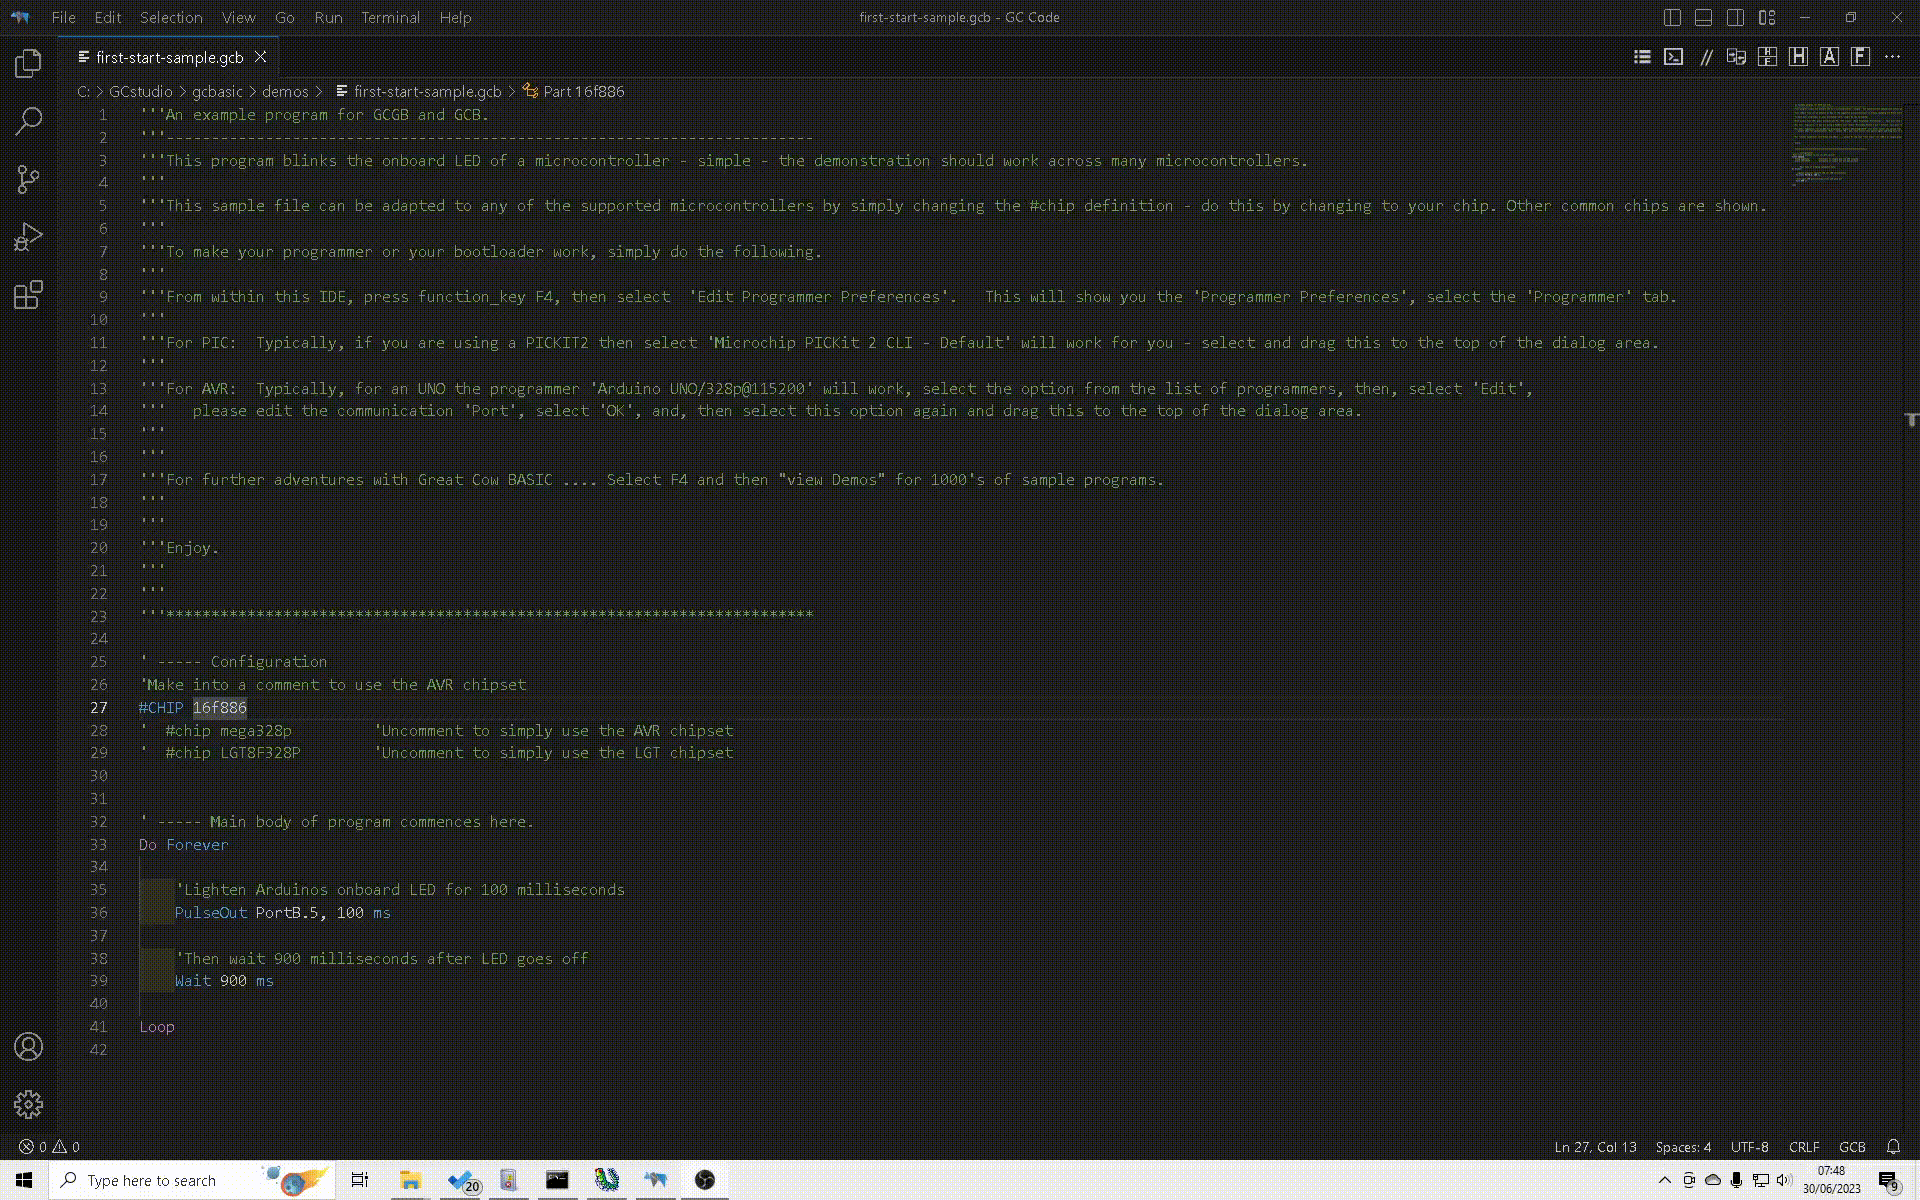 File Edit Selection View Go Run Terminal Help
first-start-sample.gcb - GC Code
first-start-sample.gcb
C: > GCstudio > gcbasic > demos > first-start-sample.gcb > Part 16f886
1 '''An example program for GCGB and GCB.
2 '''------------------------------------------------------------------------
3 '''This program blinks the onboard LED of a microcontroller - simple - the demonstration should work across many microcontrollers.
4 '''
5 '''This sample file can be adapted to any of the supported microcontrollers by simply changing the #chip definition - do this by changing to your chip. Other common chips are shown.
6 '''
7 '''To make your programmer or your bootloader work, simply do the following.
8 '''
9 '''From within this IDE, press function_key F4, then select  'Edit Programmer Preferences'.   This will show you the 'Programmer Preferences', select the 'Programmer' tab.
10 '''
11 '''For PIC:  Typically, if you are using a PICKIT2 then select 'Microchip PICKit 2 CLI - Default' will work for you - select and drag this to the top of the dialog area.
12 '''
13 '''For AVR:  Typically, for an UNO the programmer 'Arduino UNO/328p@115200' will work, select the option from the list of programmers, then, select 'Edit',
14 '''   please edit the communication 'Port', select 'OK', and, then select this option again and drag this to the top of the dialog area.
15 '''
16 '''
17 '''For further adventures with Great Cow BASIC .... Select F4 and then "view Demos" for 1000's of sample programs.
18 '''
19 '''
20 '''Enjoy.
21 '''
22 '''
23 '''************************************************************************
24
25 ' ----- Configuration
26 'Make into a comment to use the AVR chipset
27 #CHIP 16f886
28 '  #chip mega328p         'Uncomment to simply use the AVR chipset
29 '  #chip LGT8F328P        'Uncomment to simply use the LGT chipset
30
31
32 ' ----- Main body of program commences here.
33 Do Forever
34
35     'Lighten Arduinos onboard LED for 100 milliseconds
36     PulseOut PortB.5, 100 ms
37
38     'Then wait 900 milliseconds after LED goes off
39     Wait 900 ms
40
41 Loop
42
0 0
Ln 27, Col 13 Spaces: 4 UTF-8 CRLF GCB
Type here to search
20
07:48
30/06/2023
9